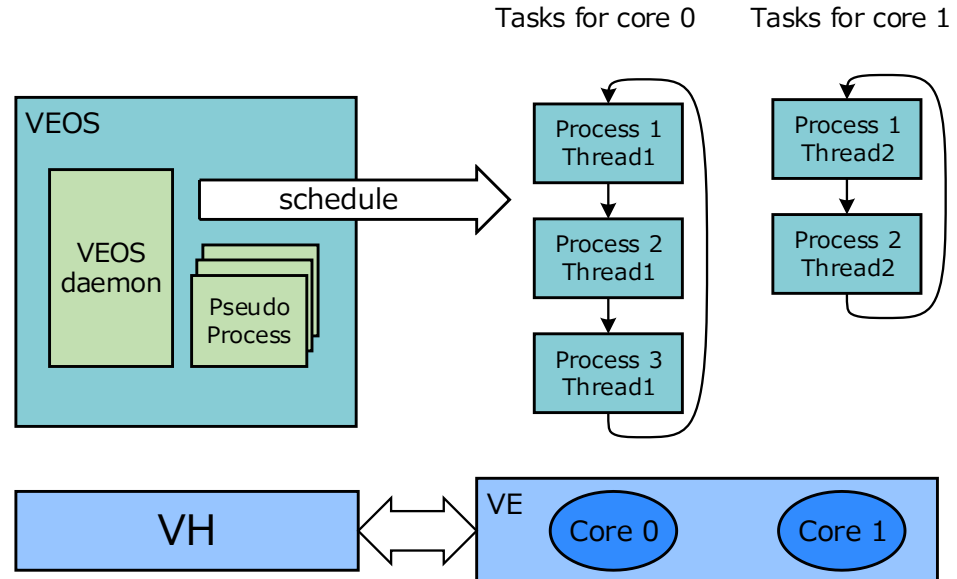 Tasks for core 0
Tasks for core 1
VEOS
VEOS
daemon
Pseudo
Process
schedule
Process 1
Thread1
Process 2
Thread1
Process 3
Thread1
Process 1
Thread2
Process 2
Thread2
VH
VE
Core 0
Core 1